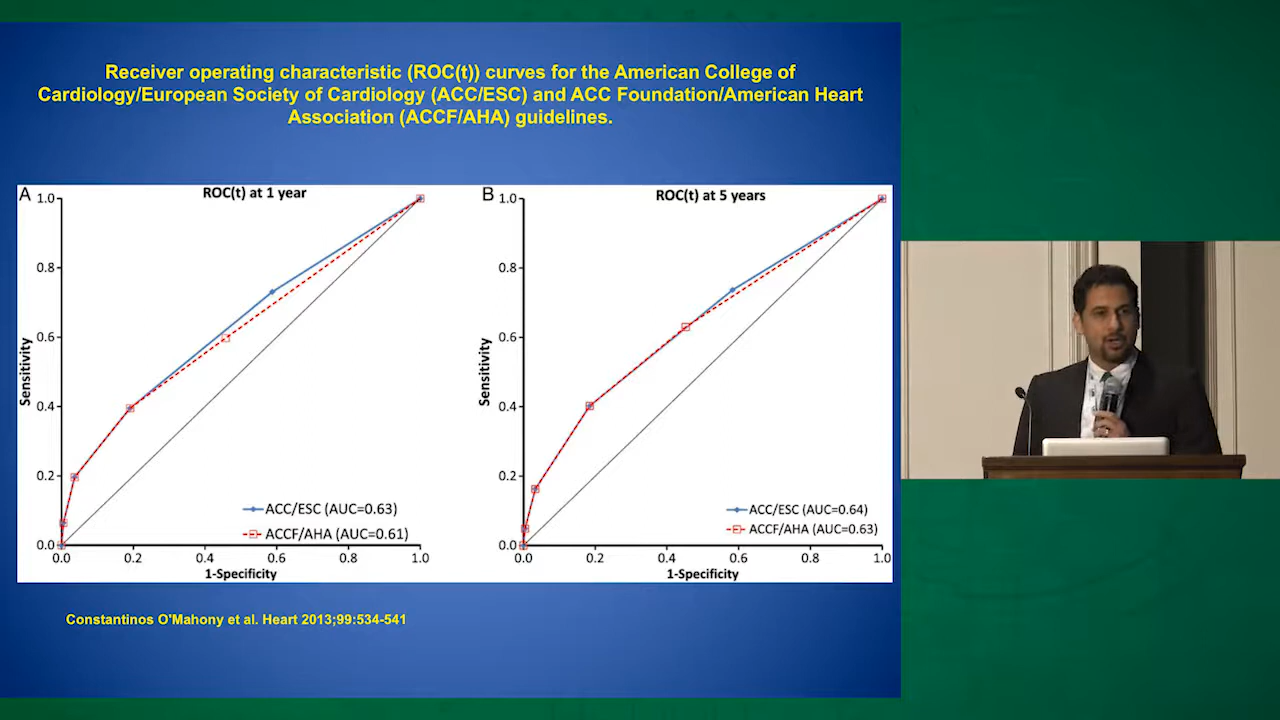 Receiver operating characteristic (ROC(t)) curves for the American College of
Cardiology/European Society of Cardiology (ACC/ESC) and ACC Foundation/American Heart
Association (ACCF/AHA) guidelines.
A
ROC(t) at 1 year
1.0
0.8
0.6
0.4
0.2
0.0
Sensitivity
ACC/ESC (AUC=0.63)
ACCF/AHA (AUC=0.61)
0.0 0.2 0.4 0.6 0.8 1.0
1-Specificity
B
ROC(t) at 5 years
1.0
0.8
0.6
0.4
0.2
0.0
Sensitivity
ACC/ESC (AUC=0.64)
ACCF/AHA (AUC=0.63)
0.0 0.2 0.4 0.6 0.8 1.0
1-Specificity
Constantinos O'Mahony et al. Heart 2013;99:534-541